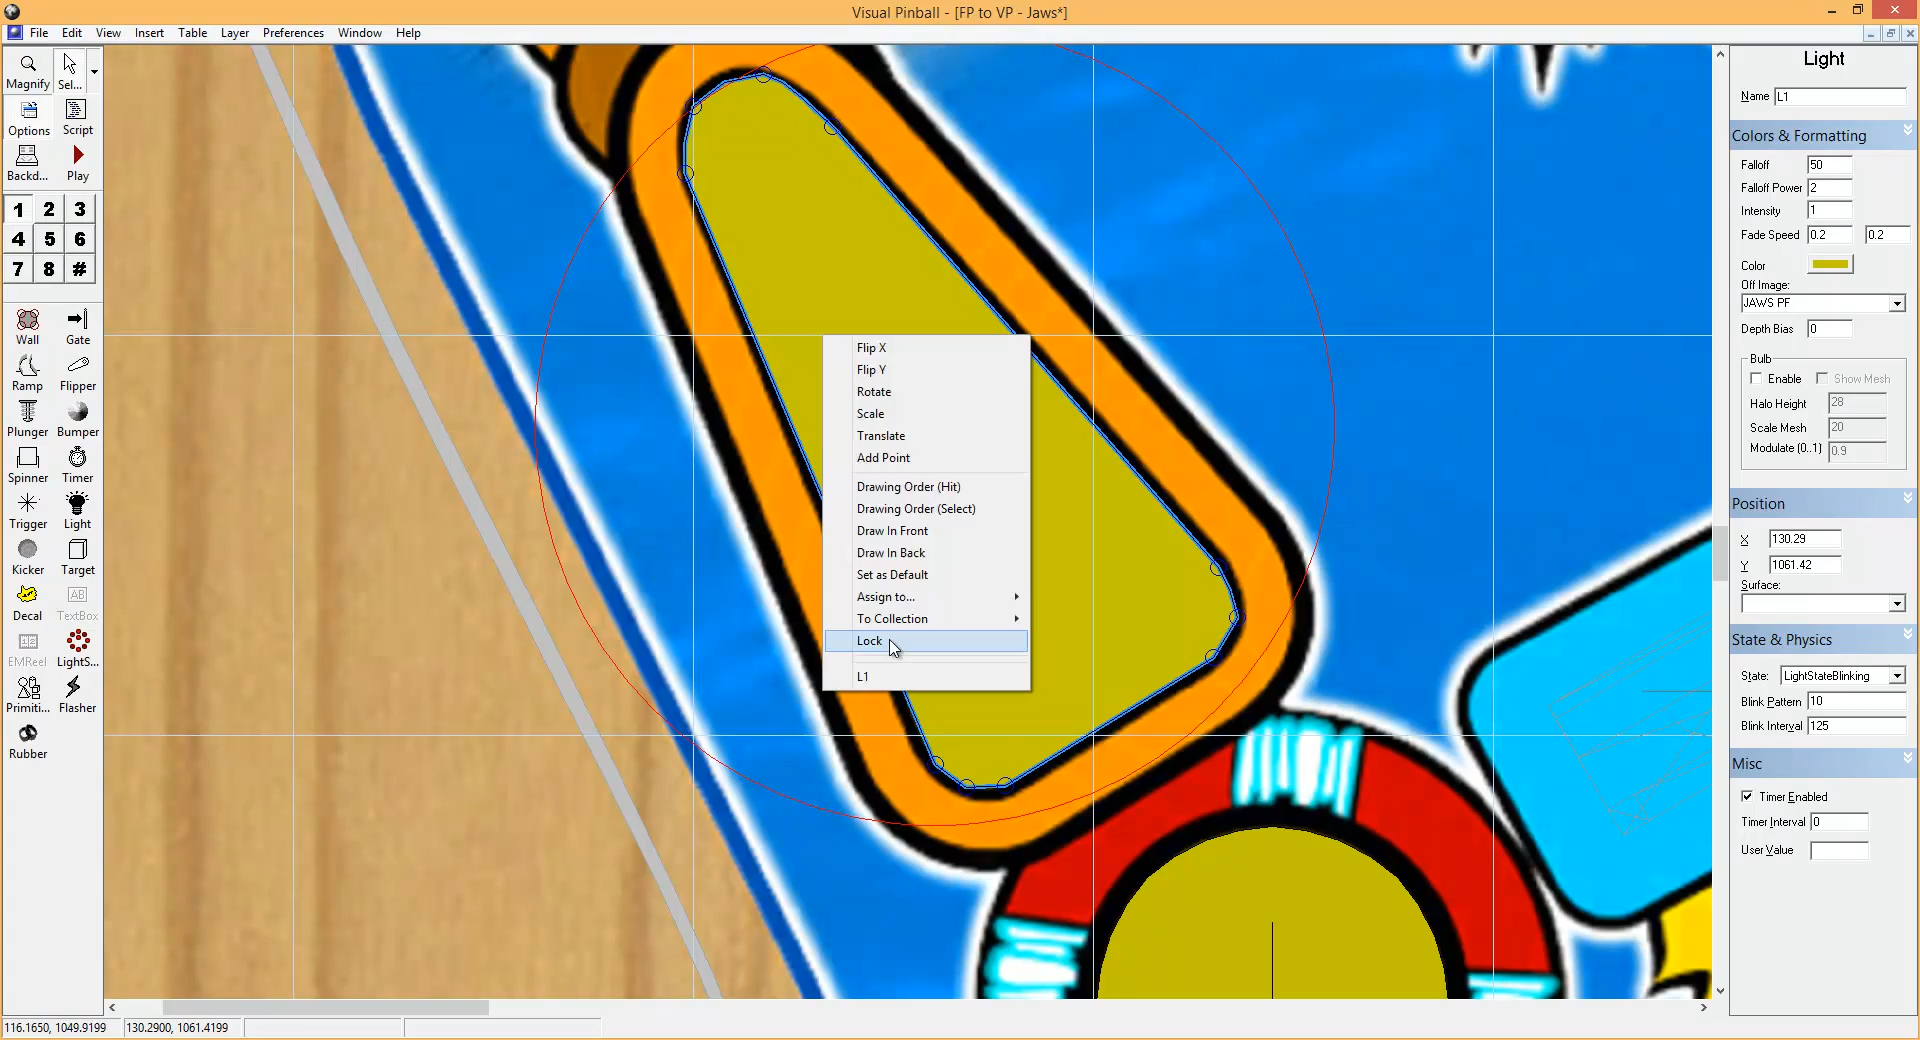 Visual Pinball - [FP to VP - Jaws*]
File Edit View Insert Table Layer Preferences Window Help
Magnify Sel...
Options Script
Backd... Play
1 2 3
4 5 6
7 8 #
Wall Gate
Ramp Flipper
Plunger Bumper
Spinner Timer
Trigger Light
Kicker Target
Decal TextBox
EMReel LightS...
Primiti... Flasher
Rubber
Flip X
Flip Y
Rotate
Scale
Translate
Add Point
Drawing Order (Hit)
Drawing Order (Select)
Draw In Front
Draw In Back
Set as Default
Assign to...
To Collection
Lock
L1
Light
Name L1
Colors & Formatting
Falloff 50
Falloff Power 2
Intensity 1
Fade Speed 0.2 0.2
Color
Off Image:
JAWS PF
Depth Bias 0
Bulb
Enable Show Mesh
Halo Height 28
Scale Mesh 20
Modulate (0..1) 0.9
Position
X 130.29
Y 1061.42
Surface:
State & Physics
State: LightStateBlinking
Blink Pattern 10
Blink Interval 125
Misc
Timer Enabled
Timer Interval 0
User Value
116.1650, 1049.9199 130.2900, 1061.4199